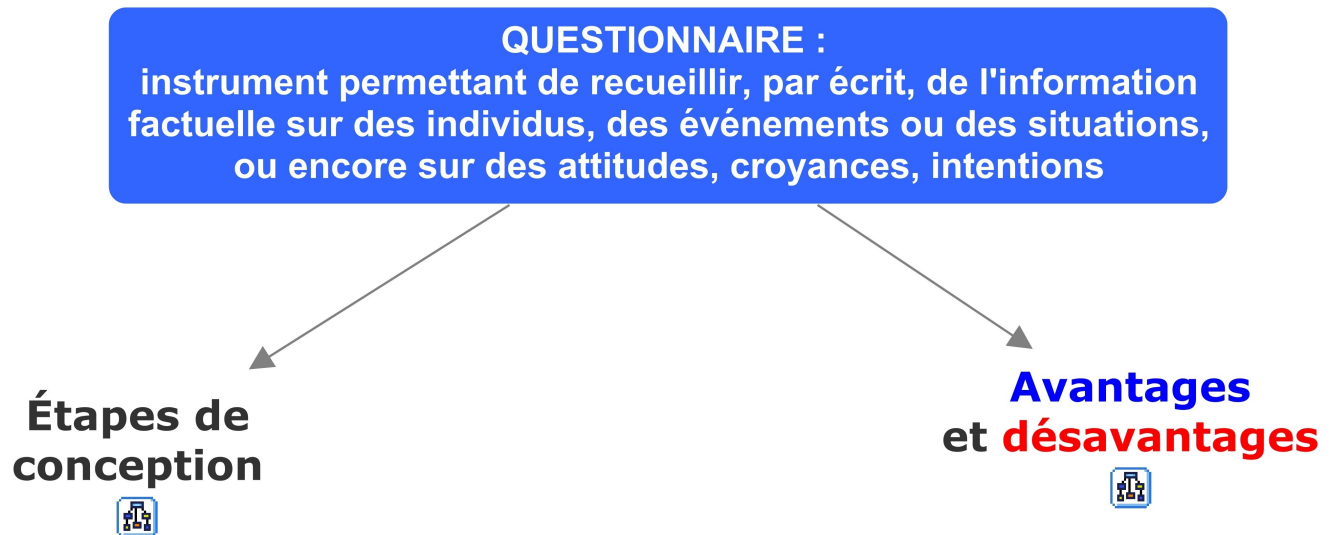 QUESTIONNAIRE :
instrument permettant de recueillir, par écrit, de l'information
factuelle sur des individus, des événements ou des situations,
ou encore sur des attitudes, croyances, intentions
Étapes de
conception
Avantages
et désavantages